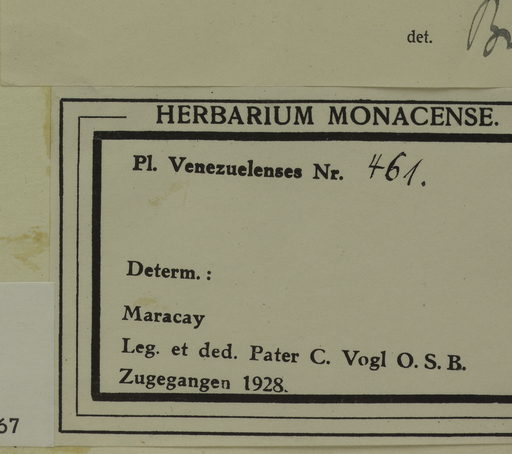 det.
HERBARIUM MONACENSE.
Pl. Venezuelenses Nr. 461.
Determ. :
Maracay
Leg. et ded. Pater C. Vogl O. S. B.
Zugegangen 1928.
67